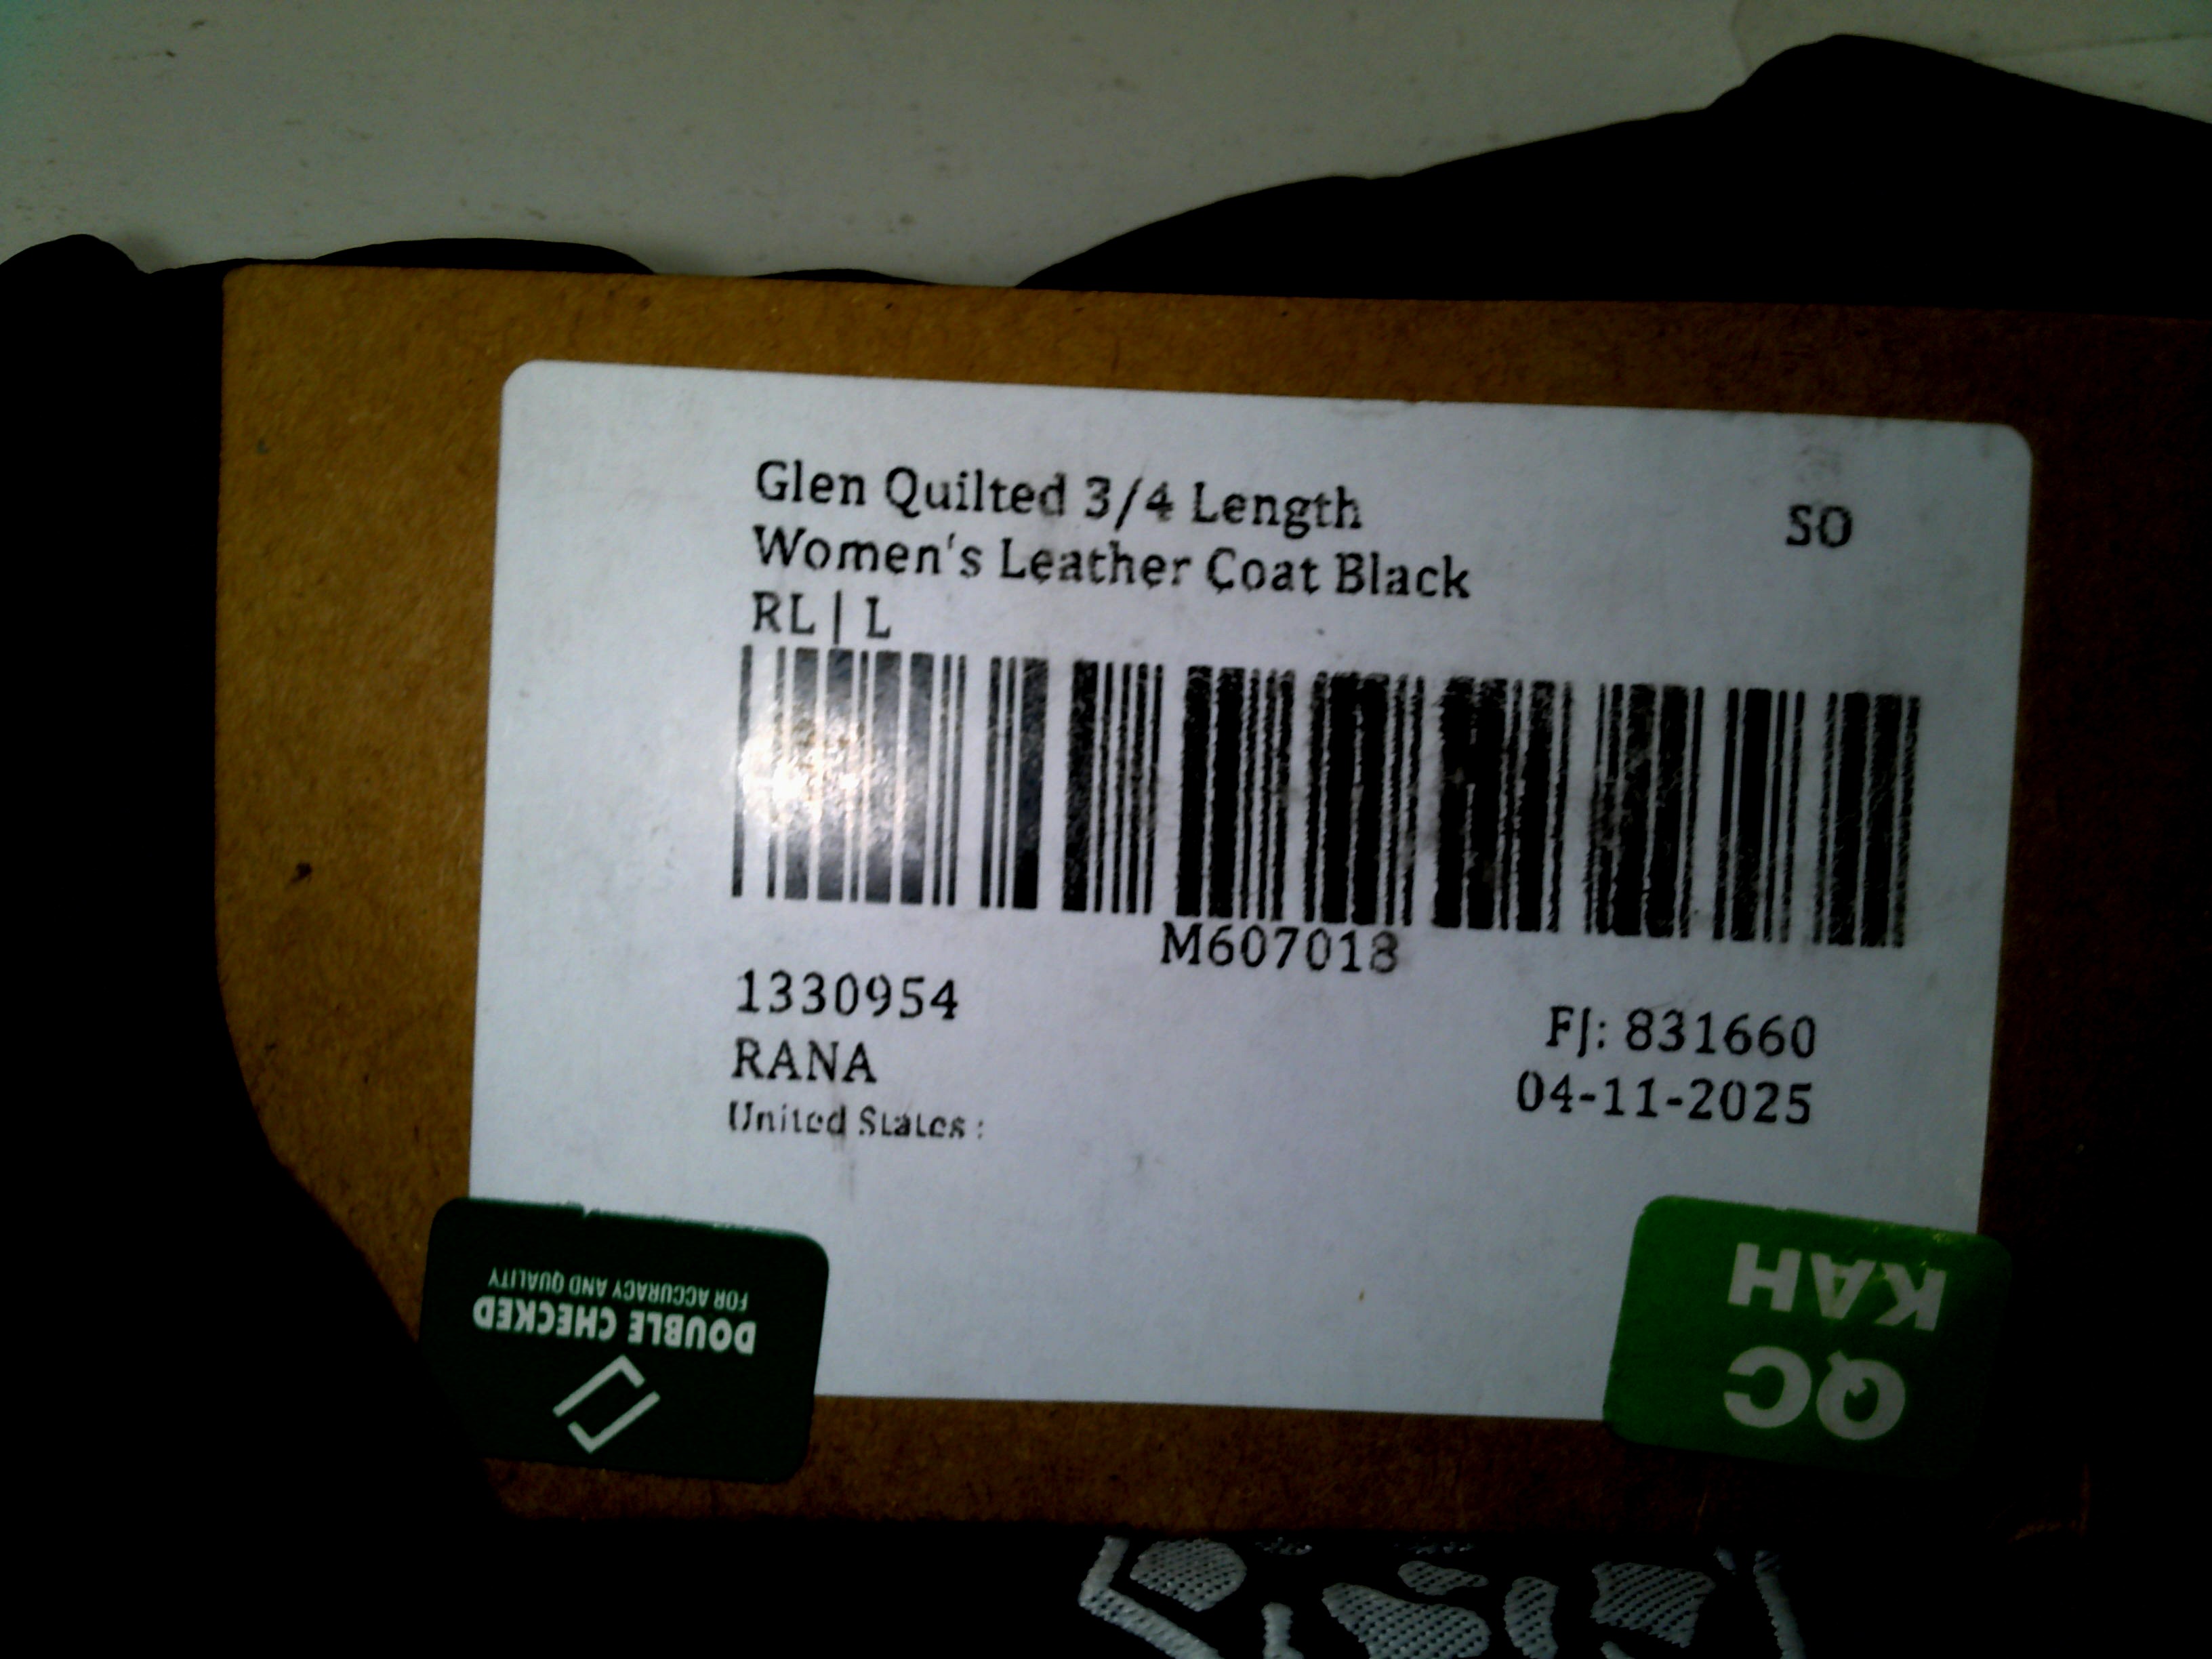 Glen Quilted 3/4 Length
Women's Leather Coat Black
RL | L
SO
M607018
1330954
RANA
United States :
FJ: 831660
04-11-2025
DOUBLE CHECKED
FOR ACCURACY AND QUALITY
QC
KAH